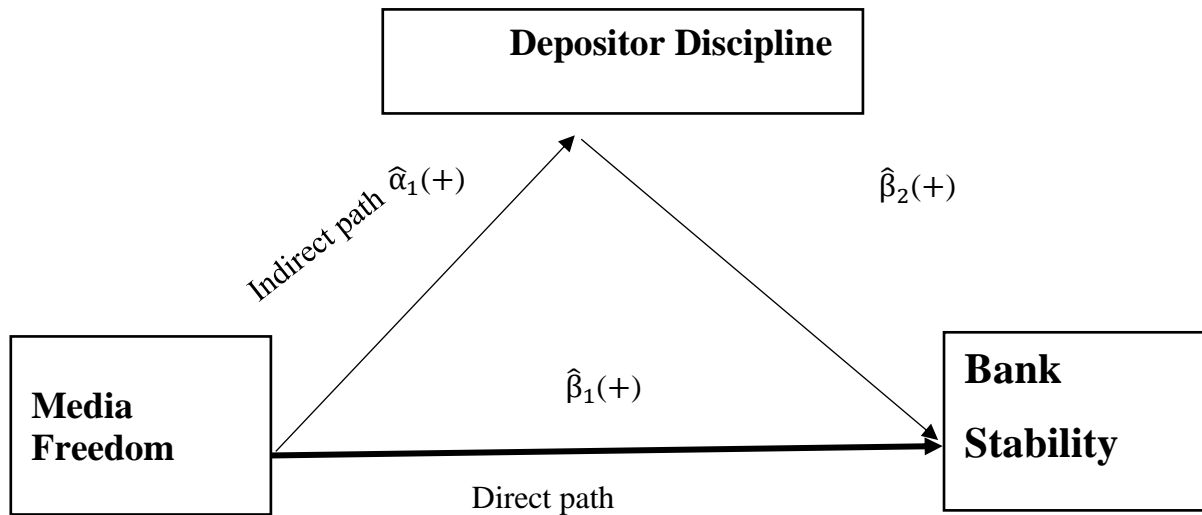 Depositor Discipline
Indirect path
α̂₁(+)
β̂₂(+)
β̂₁(+)
Media
Freedom
Bank
Stability
Direct path